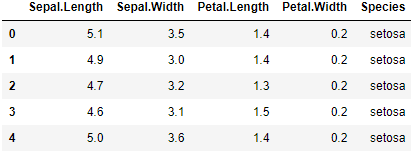 Sepal.Length Sepal.Width Petal.Length Petal.Width Species
0 5.1 3.5 1.4 0.2 setosa
1 4.9 3.0 1.4 0.2 setosa
2 4.7 3.2 1.3 0.2 setosa
3 4.6 3.1 1.5 0.2 setosa
4 5.0 3.6 1.4 0.2 setosa